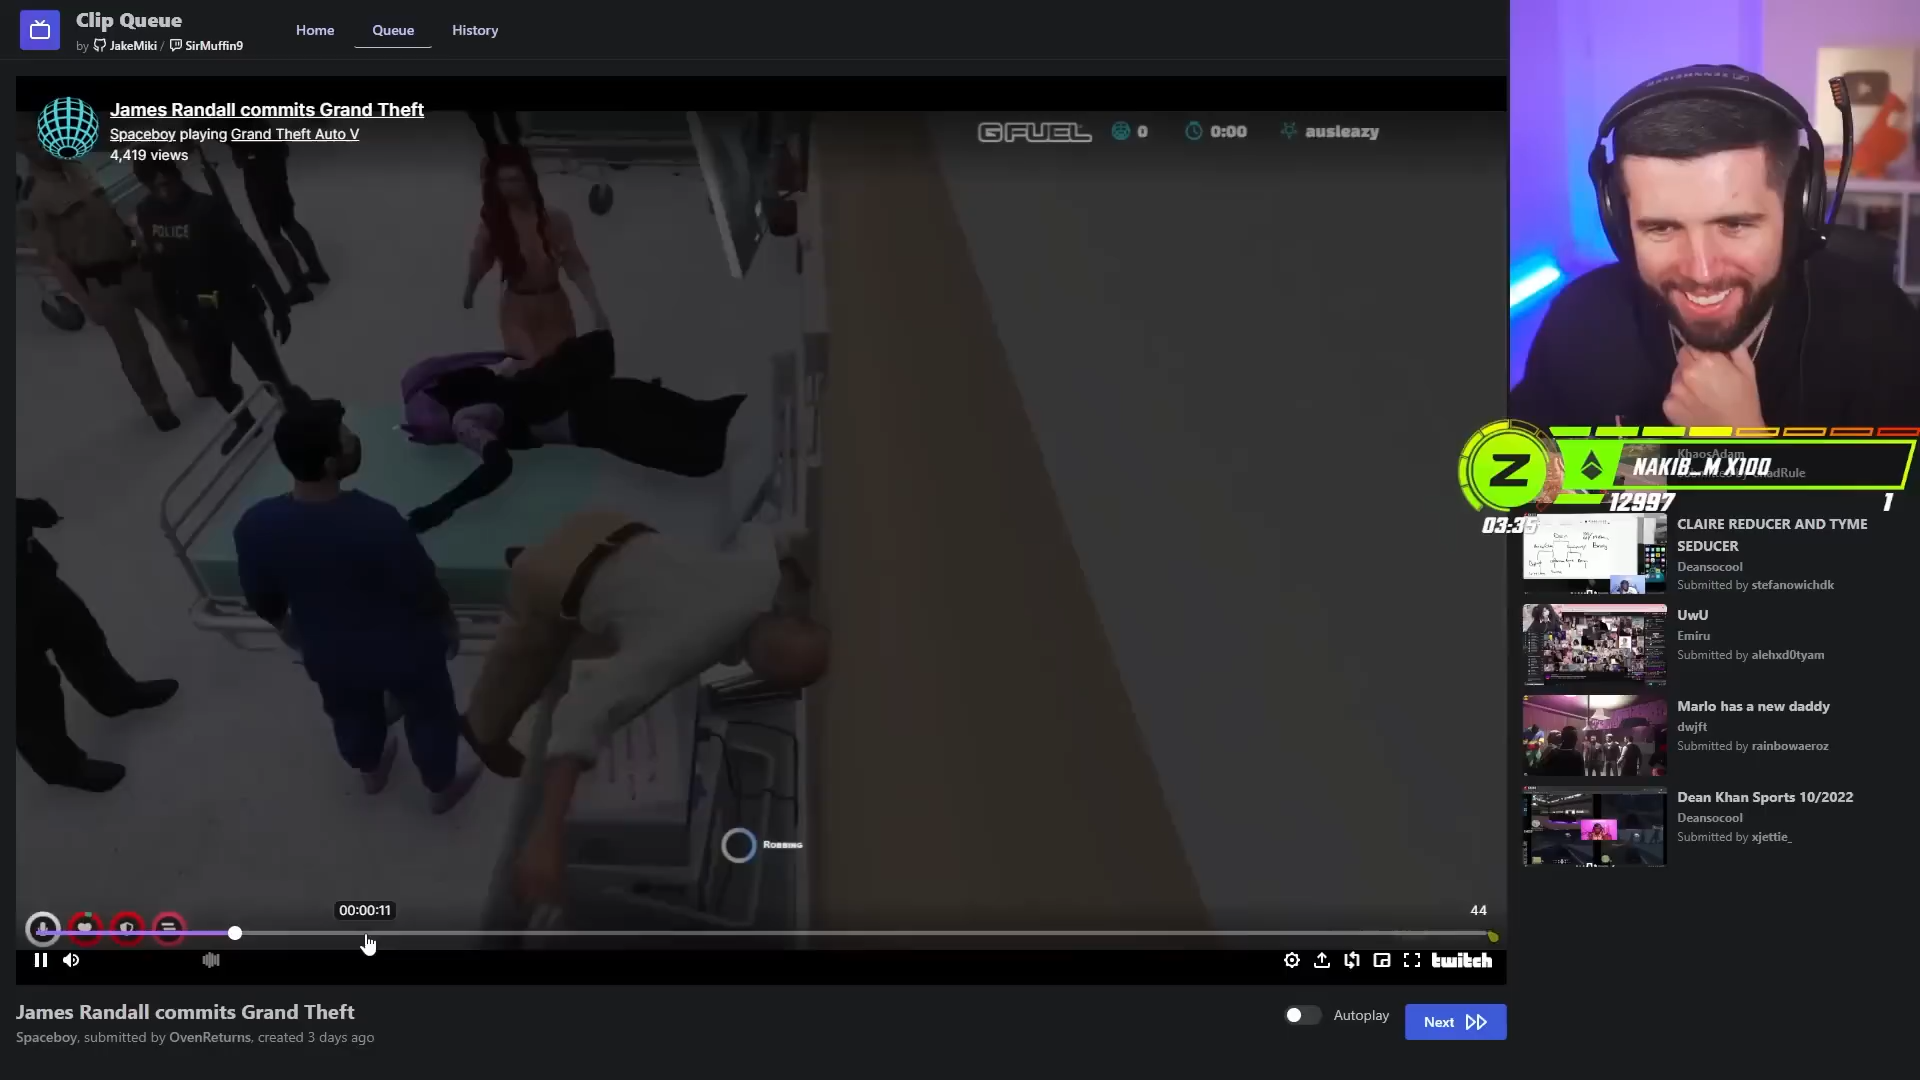 Clip Queue
by JakeMiki / SirMuffin9
Home
Queue
History
James Randall commits Grand Theft
Spaceboy playing Grand Theft Auto V
4,419 views
G FUEL
0
0:00
ausleazy
POLICE
Robbing
00:00:11
44
twitch
James Randall commits Grand Theft
Spaceboy, submitted by OvenReturns, created 3 days ago
Autoplay
Next
KhaosAdam
NAKIB_M X100
Z
12997
1
03:35
CLAIRE REDUCER AND TYME
SEDUCER
Deansocool
Submitted by stefanowichdk
UwU
Emiru
Submitted by alehxd0tyam
Marlo has a new daddy
dwjft
Submitted by rainbowaeroz
Dean Khan Sports 10/2022
Deansocool
Submitted by xjettie_